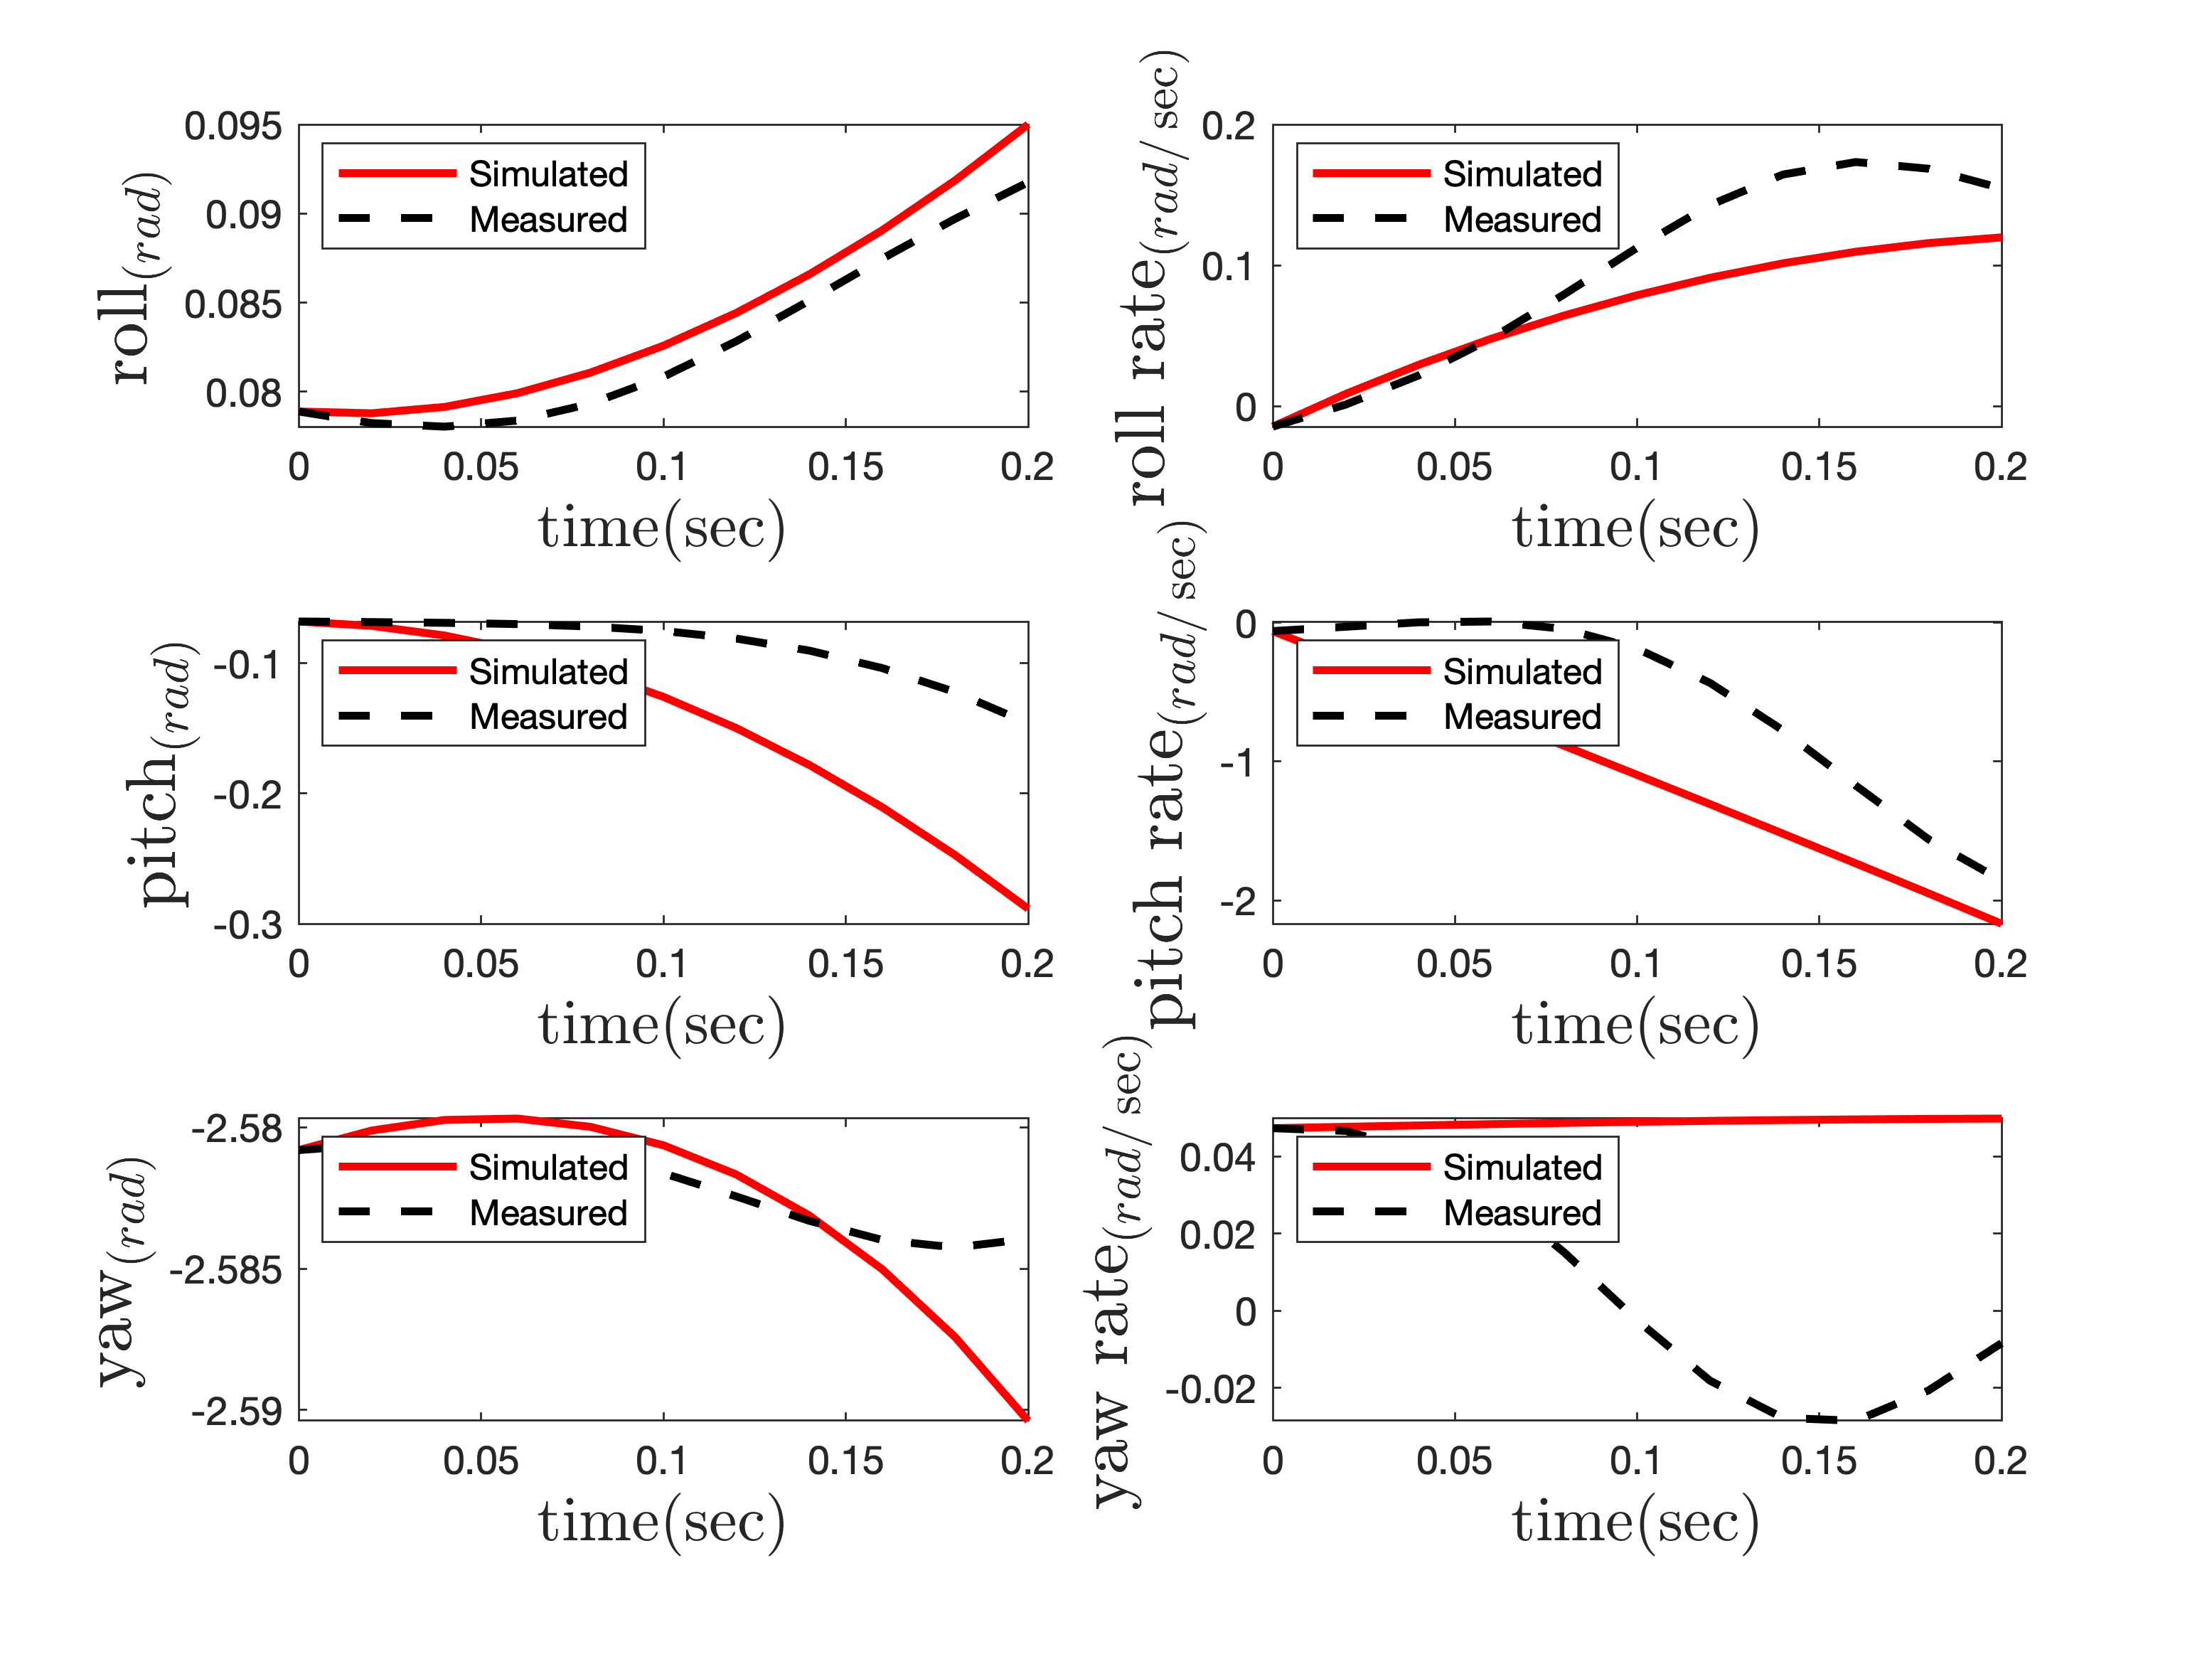 roll(rad)
0.095
0.09
0.085
0.08
Simulated
Measured
0 0.05 0.1 0.15 0.2
time(sec)
roll rate(rad/ sec)
0.2
0.1
0
Simulated
Measured
0 0.05 0.1 0.15 0.2
time(sec)
pitch(rad)
-0.1
-0.2
-0.3
Simulated
Measured
0 0.05 0.1 0.15 0.2
time(sec)
pitch rate(rad/ sec)
0
-1
-2
Simulated
Measured
0 0.05 0.1 0.15 0.2
time(sec)
yaw(rad)
-2.58
-2.585
-2.59
Simulated
Measured
0 0.05 0.1 0.15 0.2
time(sec)
yaw rate(rad/ sec)
0.04
0.02
0
-0.02
Simulated
Measured
0 0.05 0.1 0.15 0.2
time(sec)